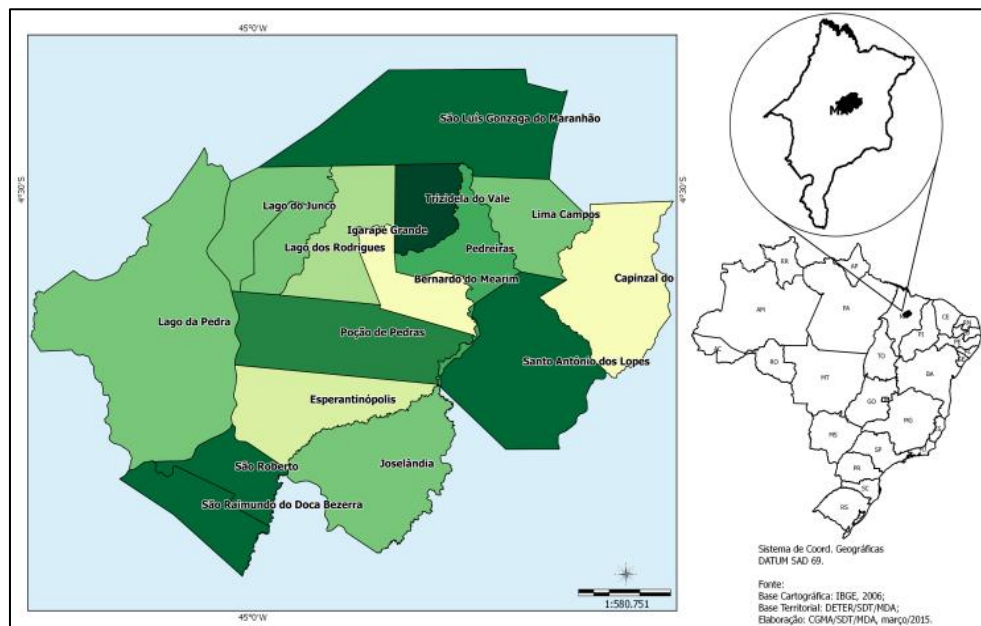 45°0'W
4°30'S
São Luís Gonzaga do Maranhão
4°30'S
Trizidela do Vale
Lago do Junco
Lima Campos
Igarapé Grande
Lago dos Rodrigues
Pedreiras
Bernardo do Mearim
Capinzal do
Lago da Pedra
Poção de Pedras
Santo Antônio dos Lopes
Esperantinópolis
Joselândia
São Roberto
São Raimundo do Doca Bezerra
1:580.751
45°0'W
RR
AP
AM
PA
CE
PI
AC
RO
TO
BA
MT
GO
MG
MS
SP
PR
SC
RS
Sistema de Coord. Geográficas
DATUM SAD 69.
Fonte:
Base Cartográfica: IBGE, 2006;
Base Territorial: DETER/SDT/MDA;
Elaboração: CGMA/SDT/MDA, março/2015.